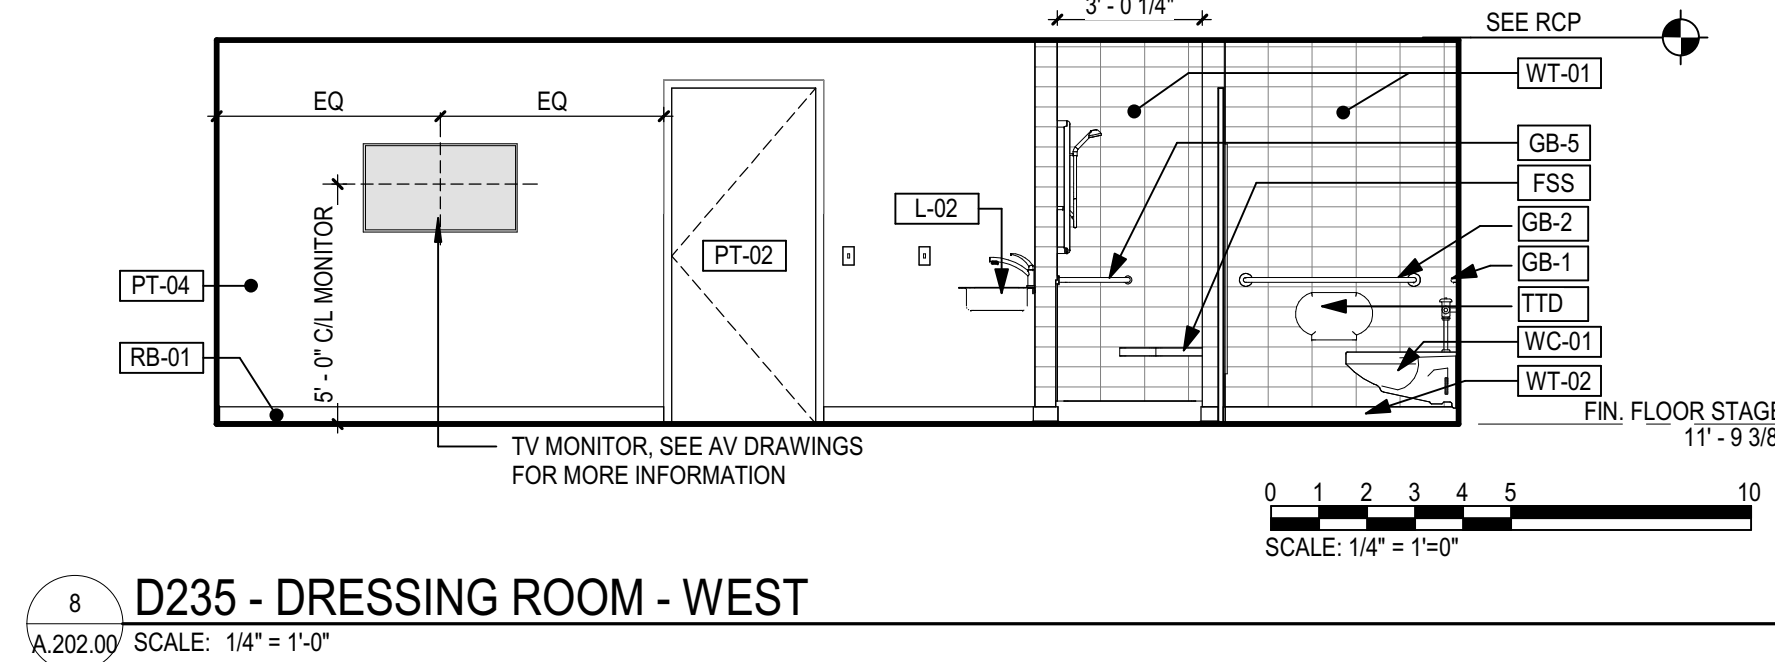 3' - 0 1/4"
SEE RCP
WT-01
EQ
EQ
GB-5
FSS
L-02
GB-2
PT-02
GB-1
PT-04
5' - 0" C/L MONITOR
TTD
WC-01
RB-01
WT-02
FIN. FLOOR STAGE
11' - 9 3/8
TV MONITOR, SEE AV DRAWINGS
FOR MORE INFORMATION
0 1 2 3 4 5 10
SCALE: 1/4" = 1'=0"
8
D235 - DRESSING ROOM - WEST
A.202.00
SCALE: 1/4" = 1'-0"